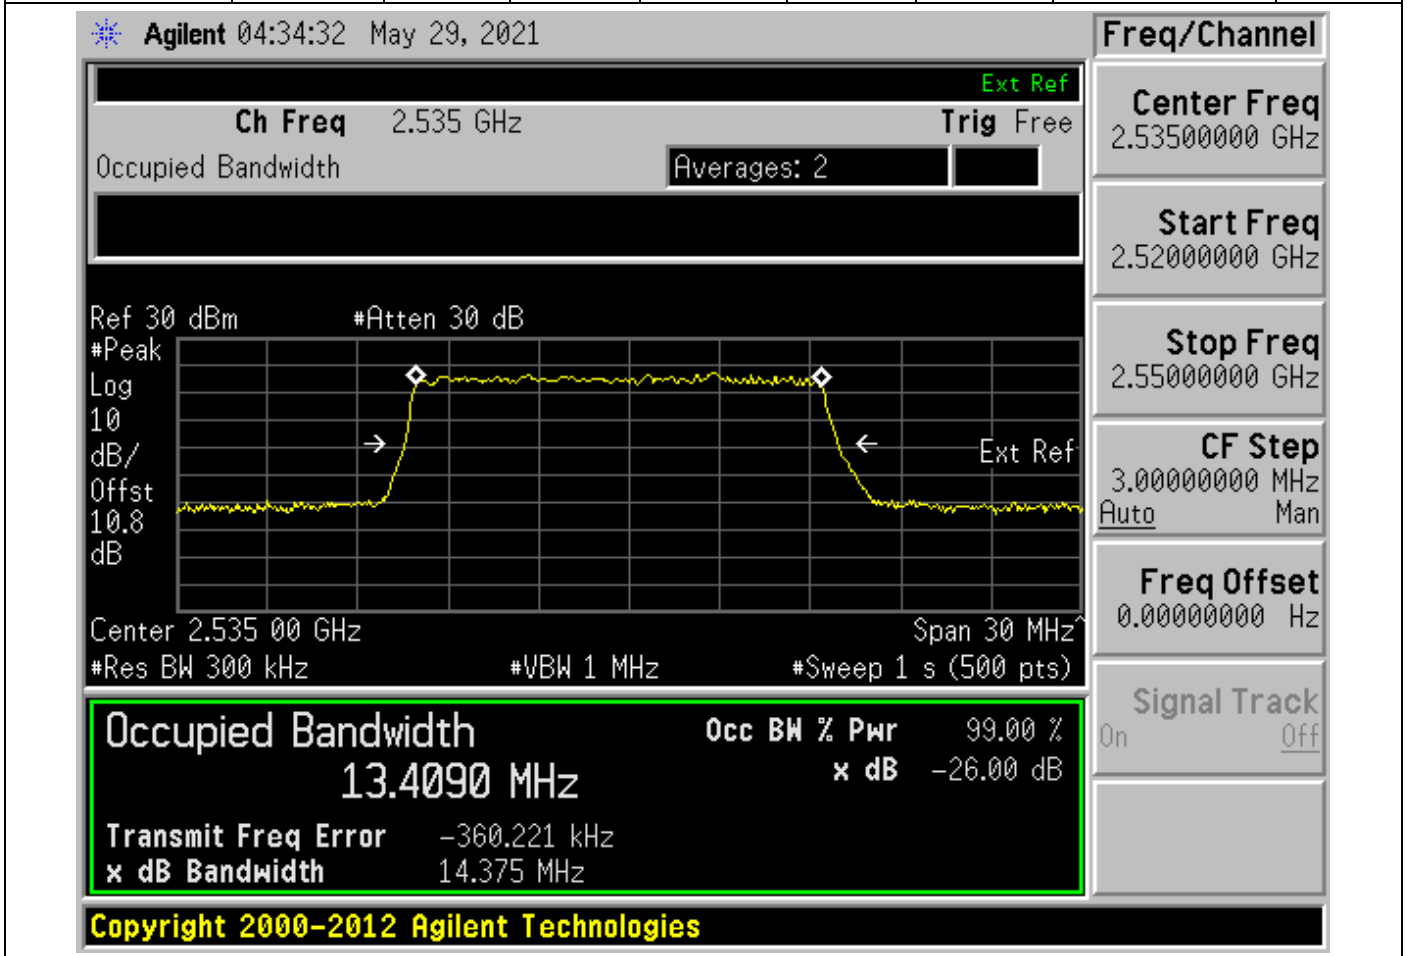 Agilent 04:34:32 May 29, 2021
Freq/Channel
Ext Ref
Ch Freq 2.535 GHz
Trig Free
Occupied Bandwidth
Averages: 2
Center Freq
2.53500000 GHz
Start Freq
2.52000000 GHz
Stop Freq
2.55000000 GHz
CF Step
3.00000000 MHz
Auto Man
Freq Offset
0.00000000 Hz
Signal Track
On Off
Ref 30 dBm #Atten 30 dB
#Peak
Log
10
dB/
Offst
10.8
dB
Ext Ref
Center 2.535 00 GHz Span 30 MHz^
#Res BW 300 kHz #VBW 1 MHz #Sweep 1 s (500 pts)
Occupied Bandwidth
13.4090 MHz
Occ BW % Pwr 99.00 %
x dB -26.00 dB
Transmit Freq Error -360.221 kHz
x dB Bandwidth 14.375 MHz
Copyright 2000-2012 Agilent Technologies